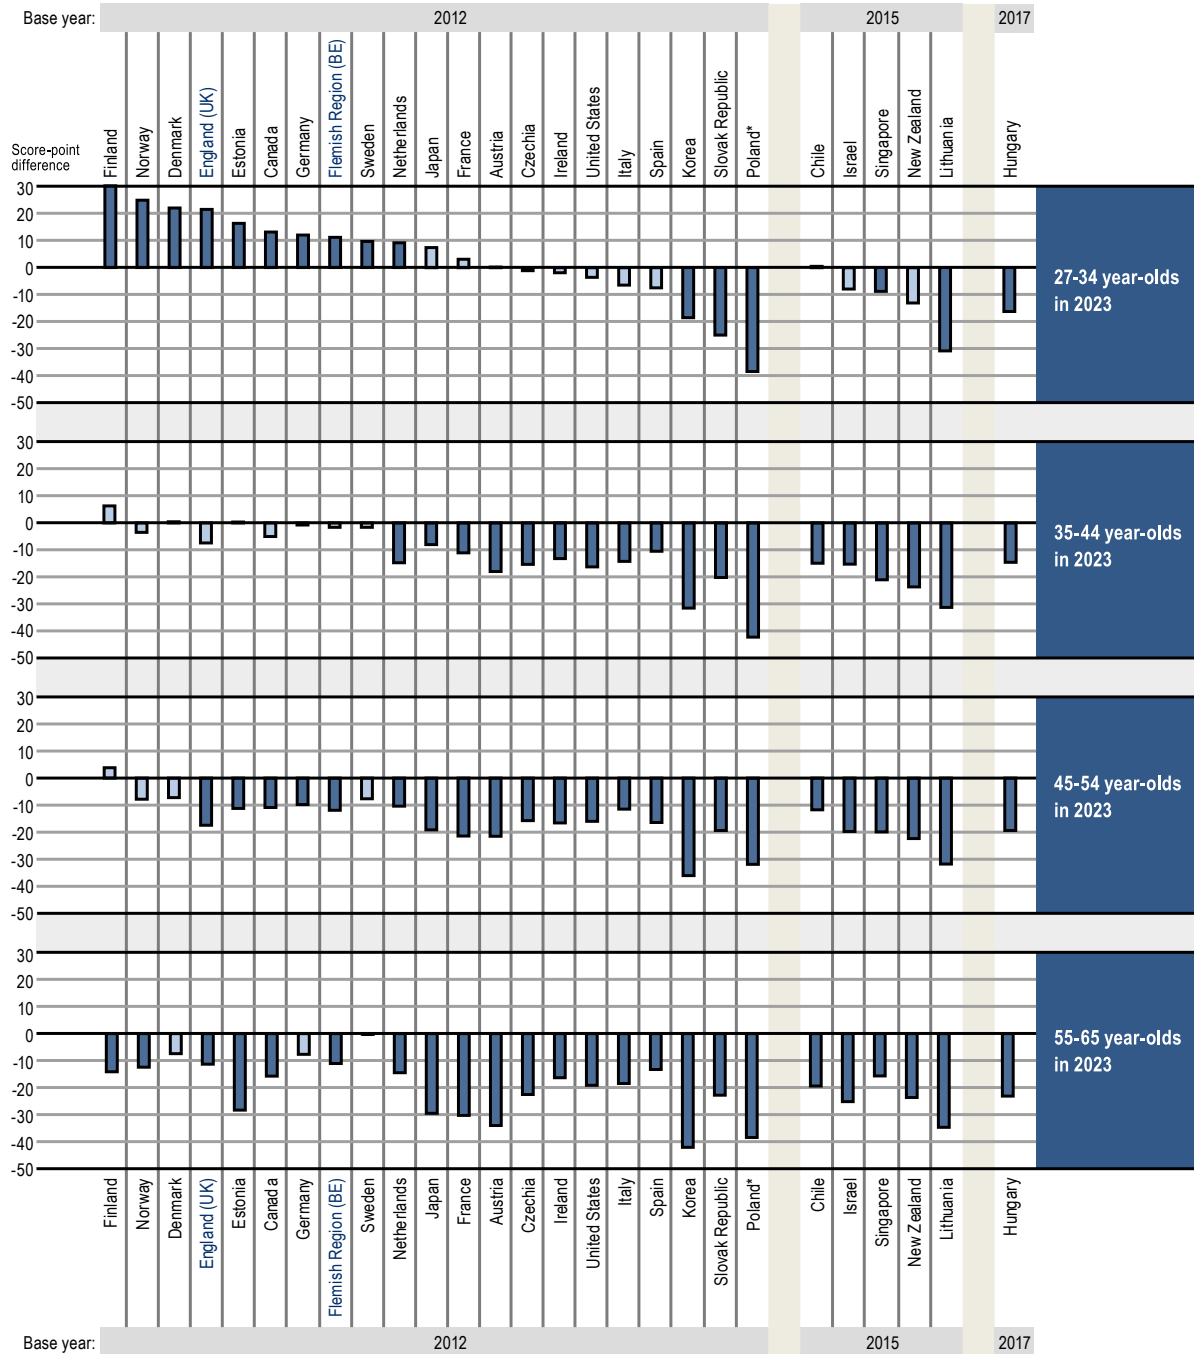 Base year: 2012 2015 2017
Score-point
difference
Finland
Norway
Denmark
England (UK)
Estonia
Canada
Germany
Flemish Region (BE)
Sweden
Netherlands
Japan
France
Austria
Czechia
Ireland
United States
Italy
Spain
Korea
Slovak Republic
Poland*
Chile
Israel
Singapore
New Zealand
Lithuania
Hungary
30
20
10
0
-10
-20
-30
-40
-50
27-34 year-olds
in 2023
30
20
10
0
-10
-20
-30
-40
-50
35-44 year-olds
in 2023
30
20
10
0
-10
-20
-30
-40
-50
45-54 year-olds
in 2023
30
20
10
0
-10
-20
-30
-40
-50
55-65 year-olds
in 2023
Finland
Norway
Denmark
England (UK)
Estonia
Canada
Germany
Flemish Region (BE)
Sweden
Netherlands
Japan
France
Austria
Czechia
Ireland
United States
Italy
Spain
Korea
Slovak Republic
Poland*
Chile
Israel
Singapore
New Zealand
Lithuania
Hungary
Base year: 2012 2015 2017